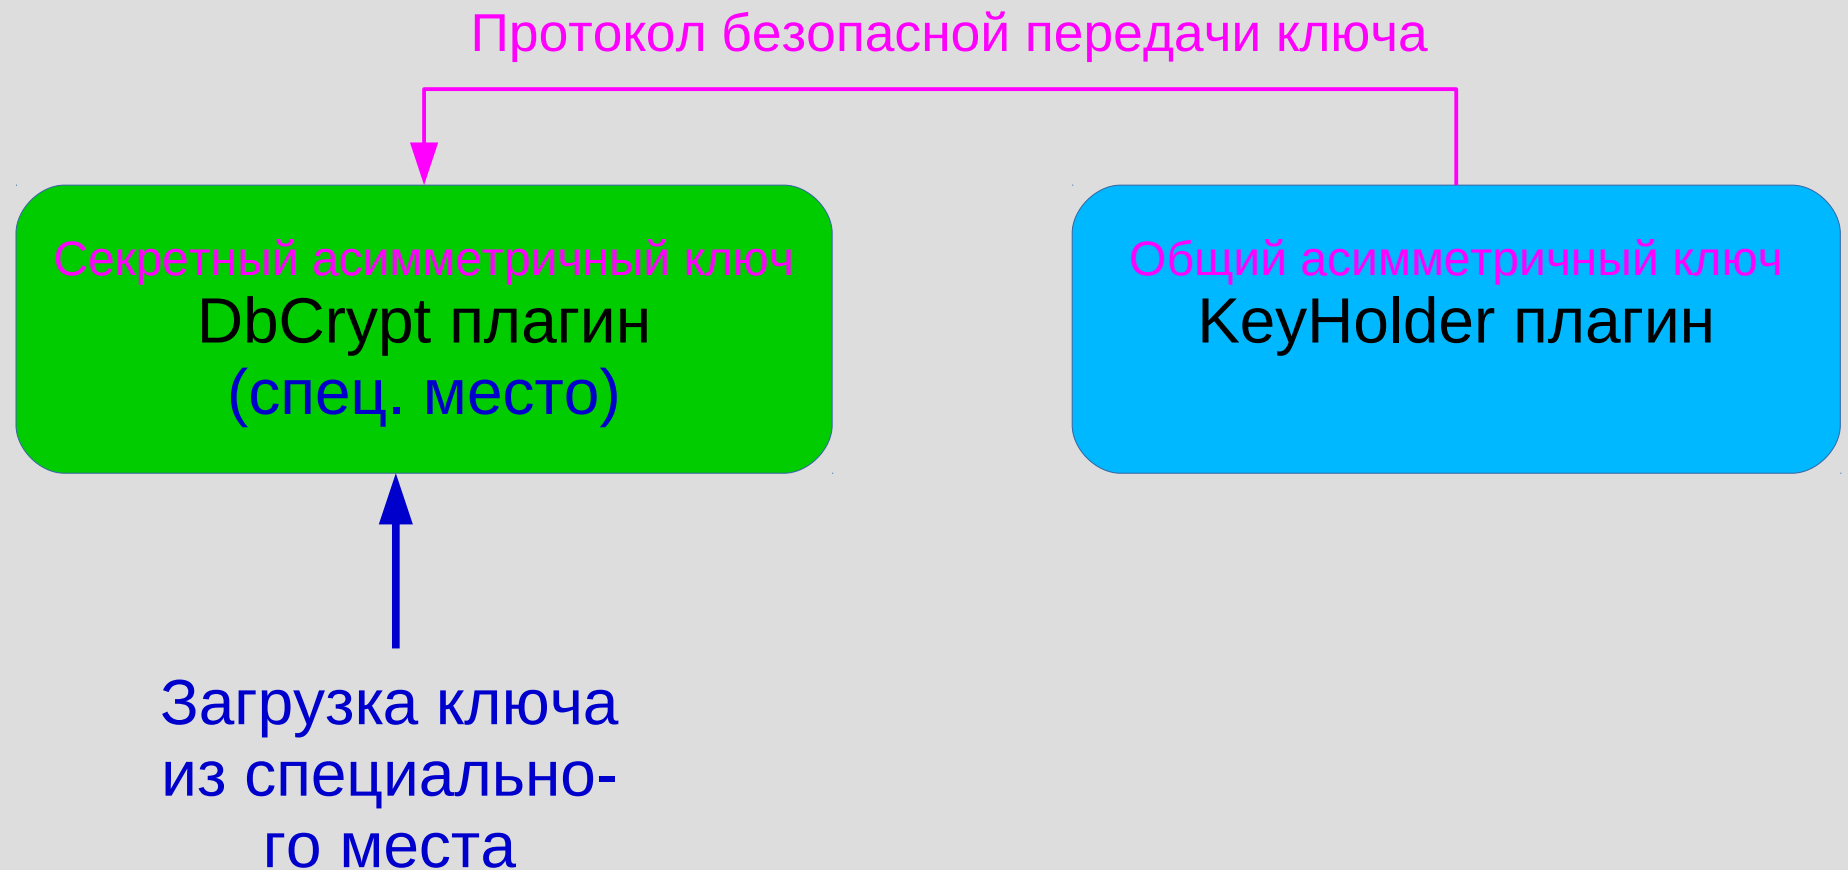 Протокол безопасной передачи ключа
Секретный асимметричный ключ
DbCrypt плагин
(спец. место)
Общий асимметричный ключ
KeyHolder плагин
Загрузка ключа
из специально-
го места